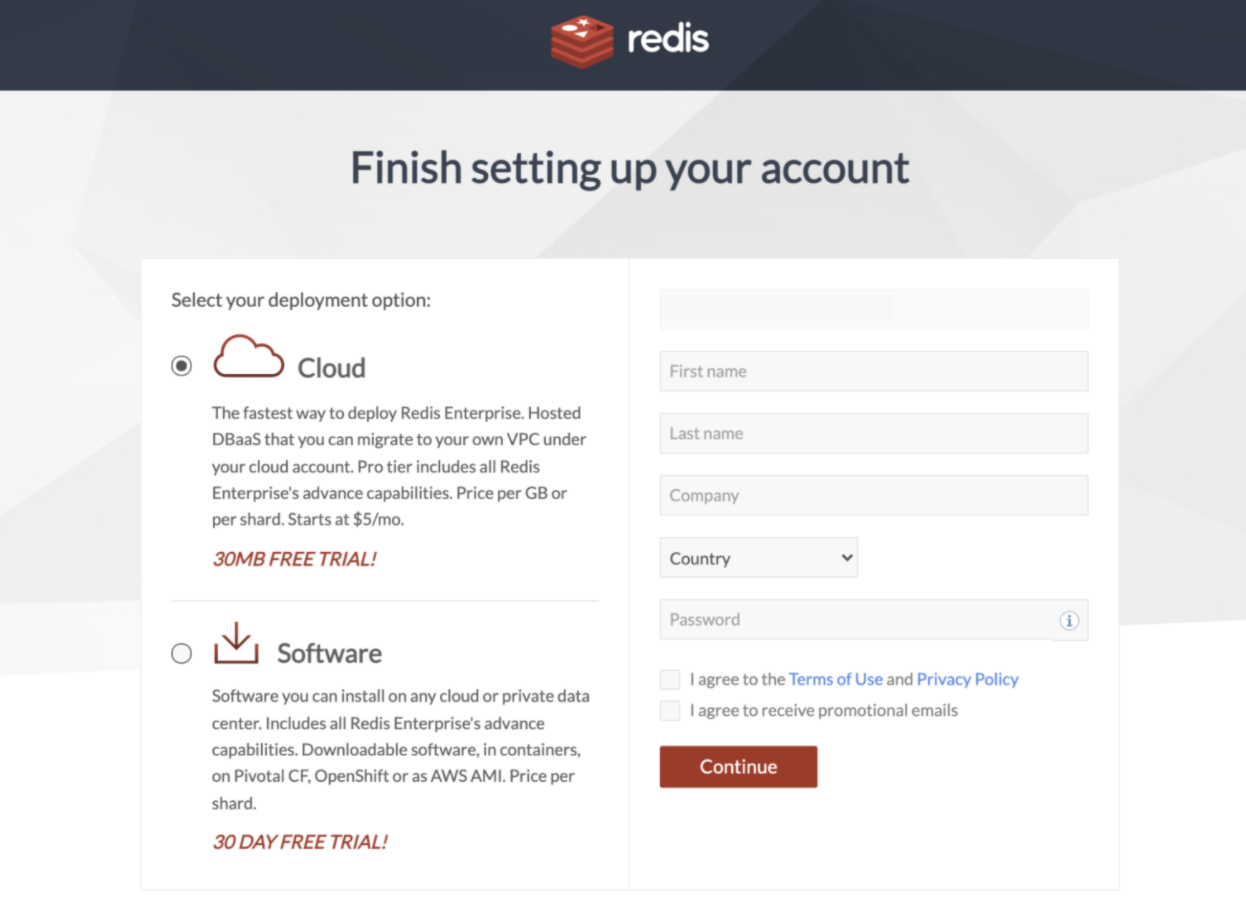 redis
Finish setting up your account
Select your deployment option:
Cloud
The fastest way to deploy Redis Enterprise. Hosted
DBaaS that you can migrate to your own VPC under
your cloud account. Pro tier includes all Redis
Enterprise's advance capabilities. Price per GB or
per shard. Starts at $5/mo.
30MB FREE TRIAL!
Software
Software you can install on any cloud or private data
center. Includes all Redis Enterprise's advance
capabilities. Downloadable software, in containers,
on Pivotal CF, OpenShift or as AWS AMI. Price per
shard.
30 DAY FREE TRIAL!
First name
Last name
Company
Country
Password
I agree to the Terms of Use and Privacy Policy
I agree to receive promotional emails
Continue